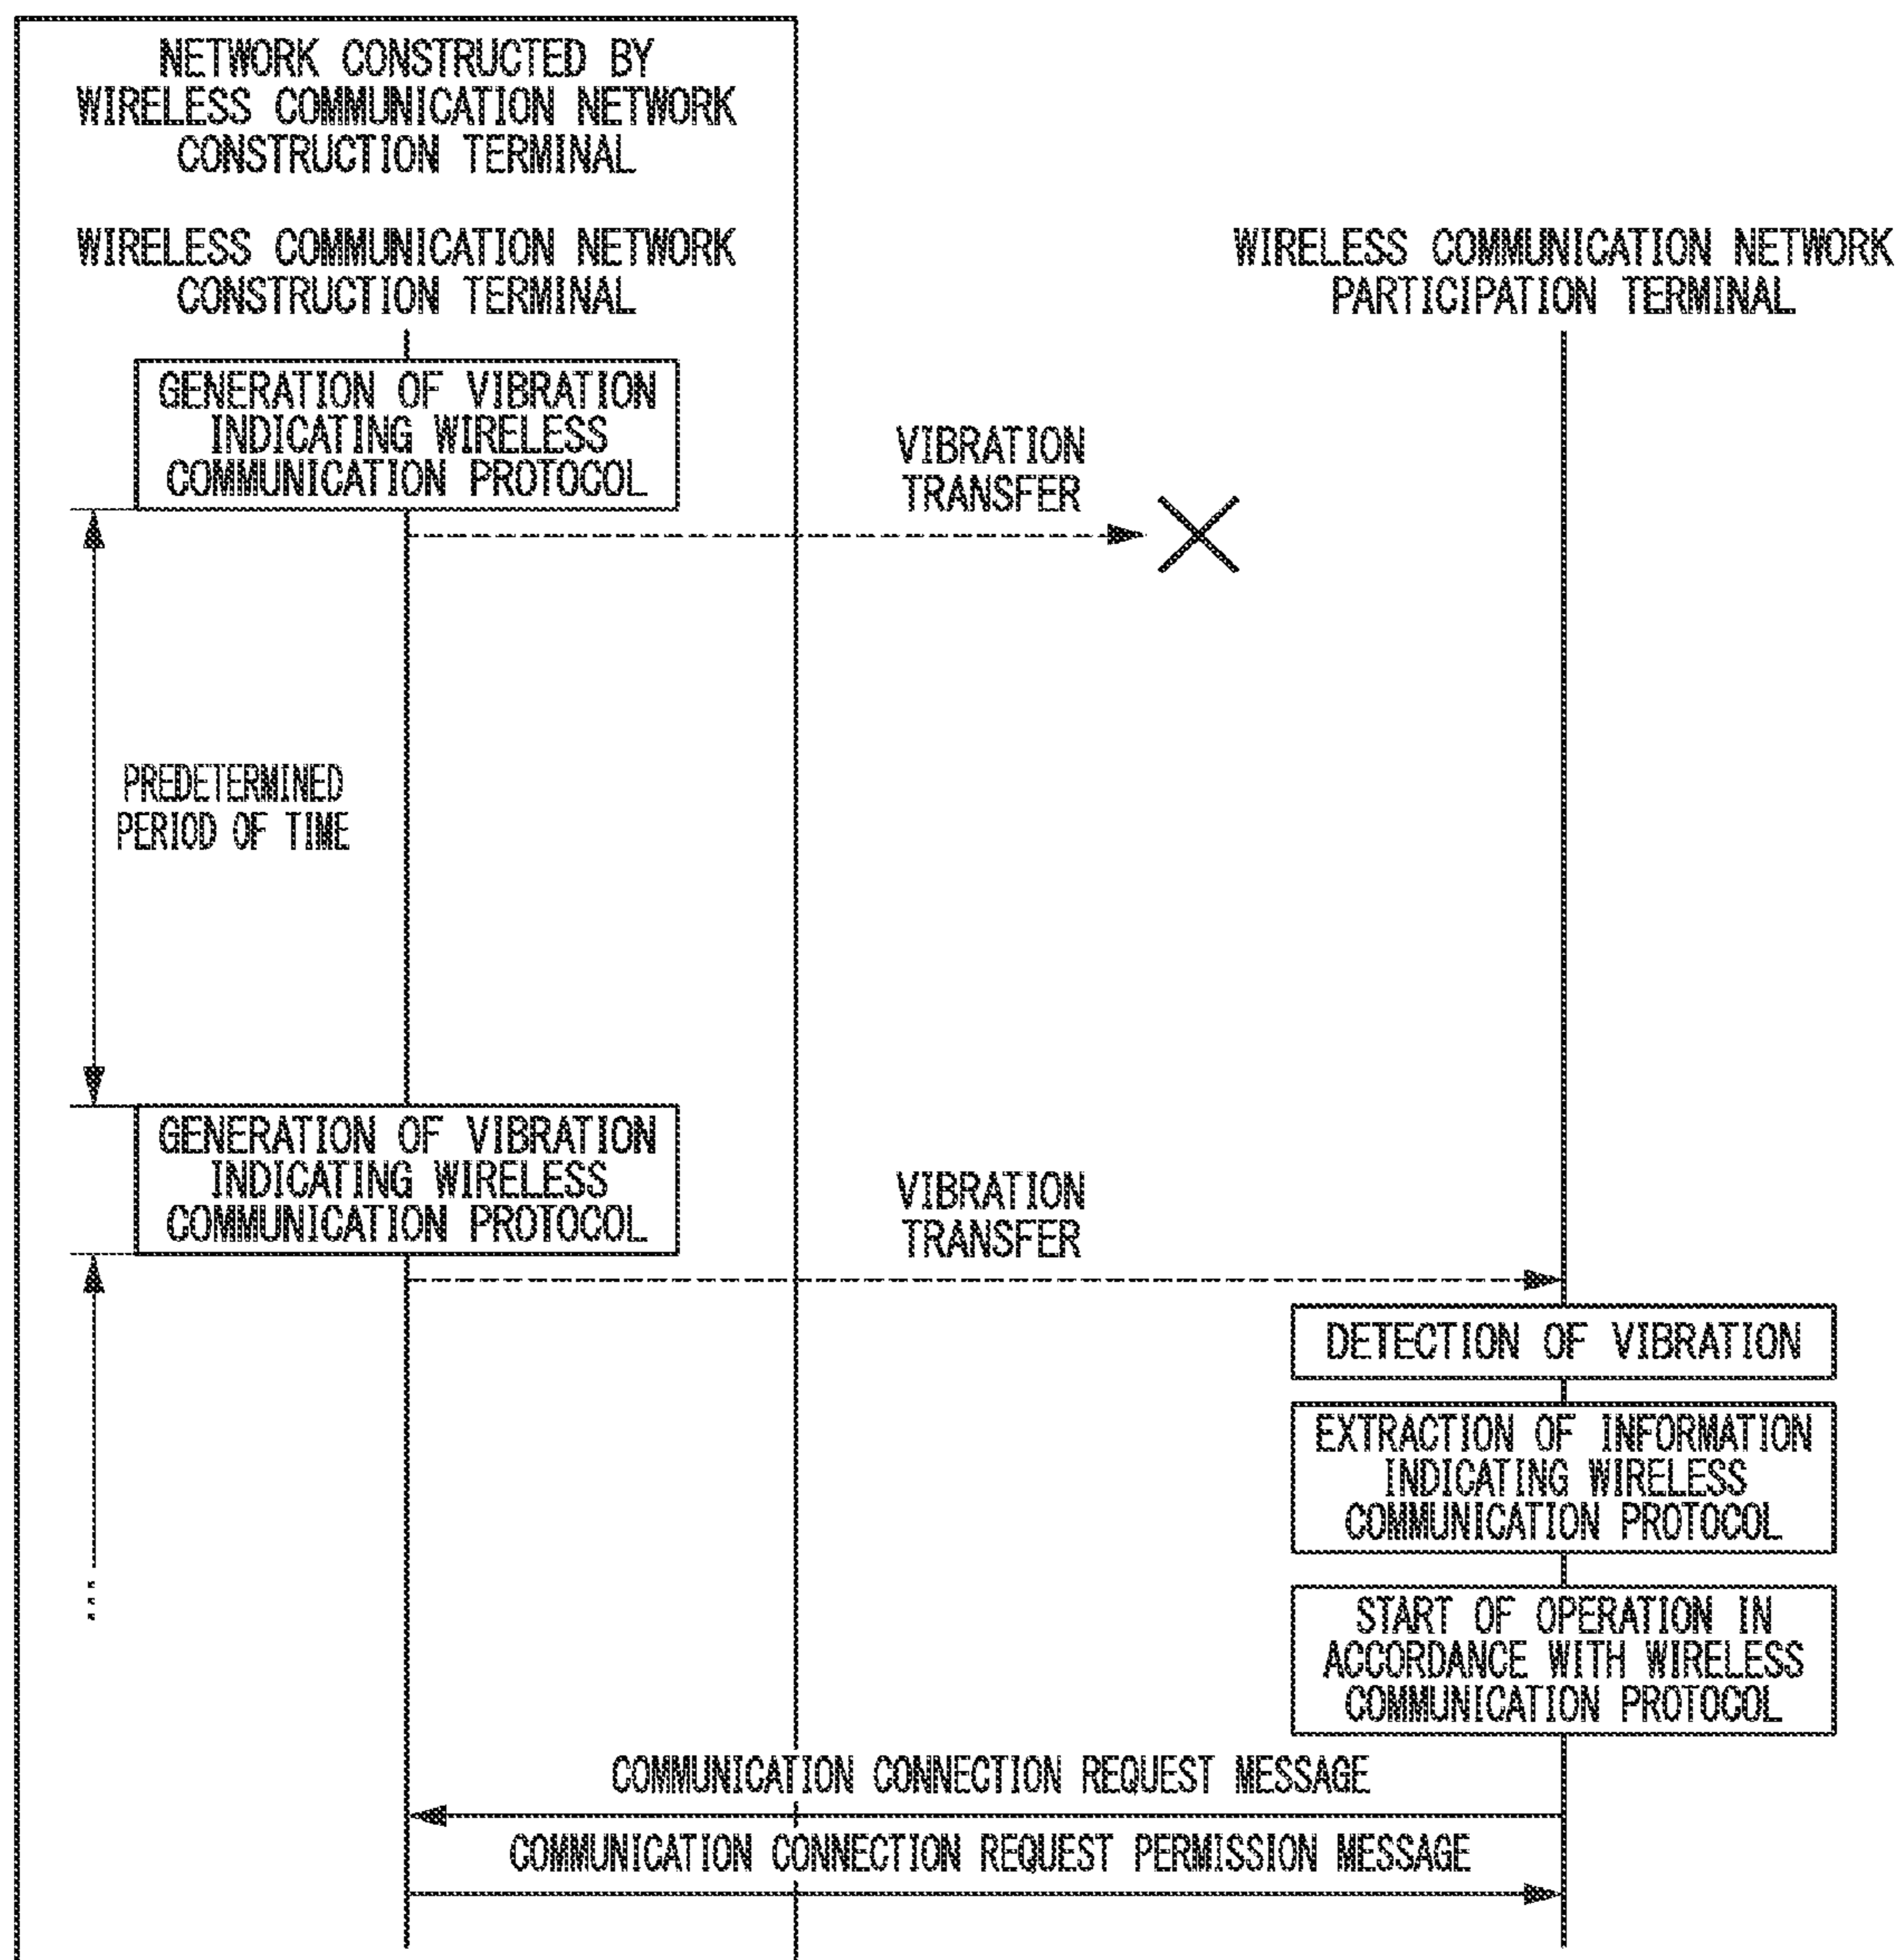 NETWORK CONSTRUCTED BY
WIRELESS COMMUNICATION NETWORK
CONSTRUCTION TERMINAL
WIRELESS COMMUNICATION NETWORK
CONSTRUCTION TERMINAL
WIRELESS COMMUNICATION NETWORK
PARTICIPATION TERMINAL
GENERATION OF VIBRATION
INDICATING WIRELESS
COMMUNICATION PROTOCOL
VIBRATION
TRANSFER
PREDETERMINED
PERIOD OF TIME
GENERATION OF VIBRATION
INDICATING WIRELESS
COMMUNICATION PROTOCOL
VIBRATION
TRANSFER
DETECTION OF VIBRATION
EXTRACTION OF INFORMATION
INDICATING WIRELESS
COMMUNICATION PROTOCOL
START OF OPERATION IN
ACCORDANCE WITH WIRELESS
COMMUNICATION PROTOCOL
COMMUNICATION CONNECTION REQUEST MESSAGE
COMMUNICATION CONNECTION REQUEST PERMISSION MESSAGE